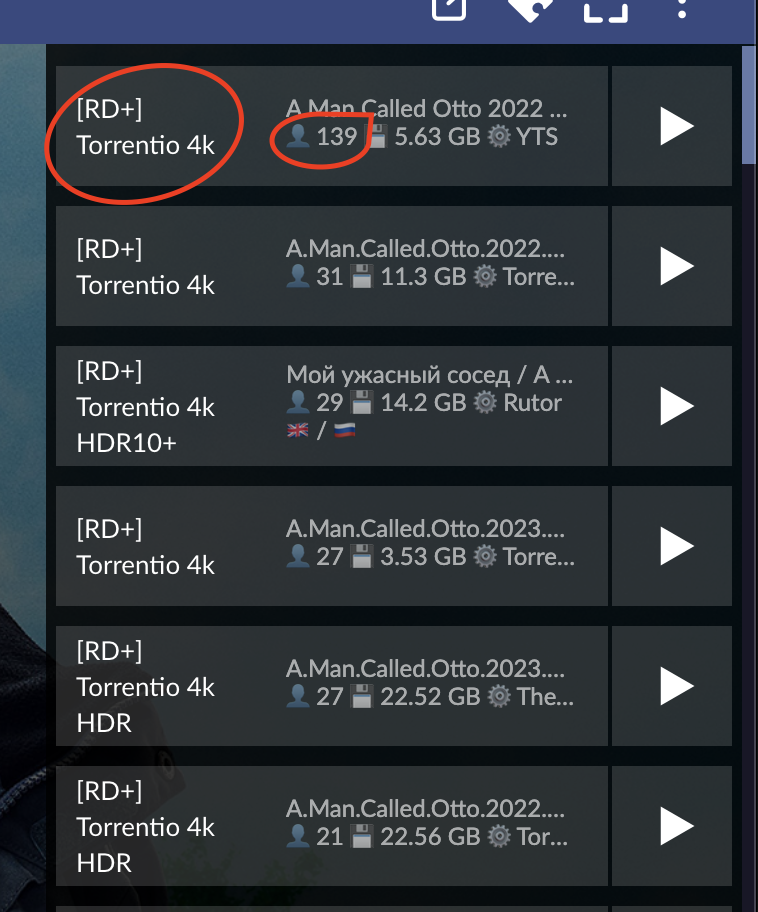 [RD+]
Torrentio 4k
A.Man.Called Otto 2022 ...
👤 139 💾 5.63 GB ⚙️ YTS
[RD+]
Torrentio 4k
A.Man.Called.Otto.2022....
👤 31 💾 11.3 GB ⚙️ Torre...
[RD+]
Torrentio 4k
HDR10+
Мой ужасный сосед / A ...
👤 29 💾 14.2 GB ⚙️ Rutor
🇬🇧 / 🇷🇺
[RD+]
Torrentio 4k
A.Man.Called.Otto.2023....
👤 27 💾 3.53 GB ⚙️ Torre...
[RD+]
Torrentio 4k
HDR
A.Man.Called.Otto.2023....
👤 27 💾 22.52 GB ⚙️ The...
[RD+]
Torrentio 4k
HDR
A.Man.Called.Otto.2022....
👤 21 💾 22.56 GB ⚙️ Tor...